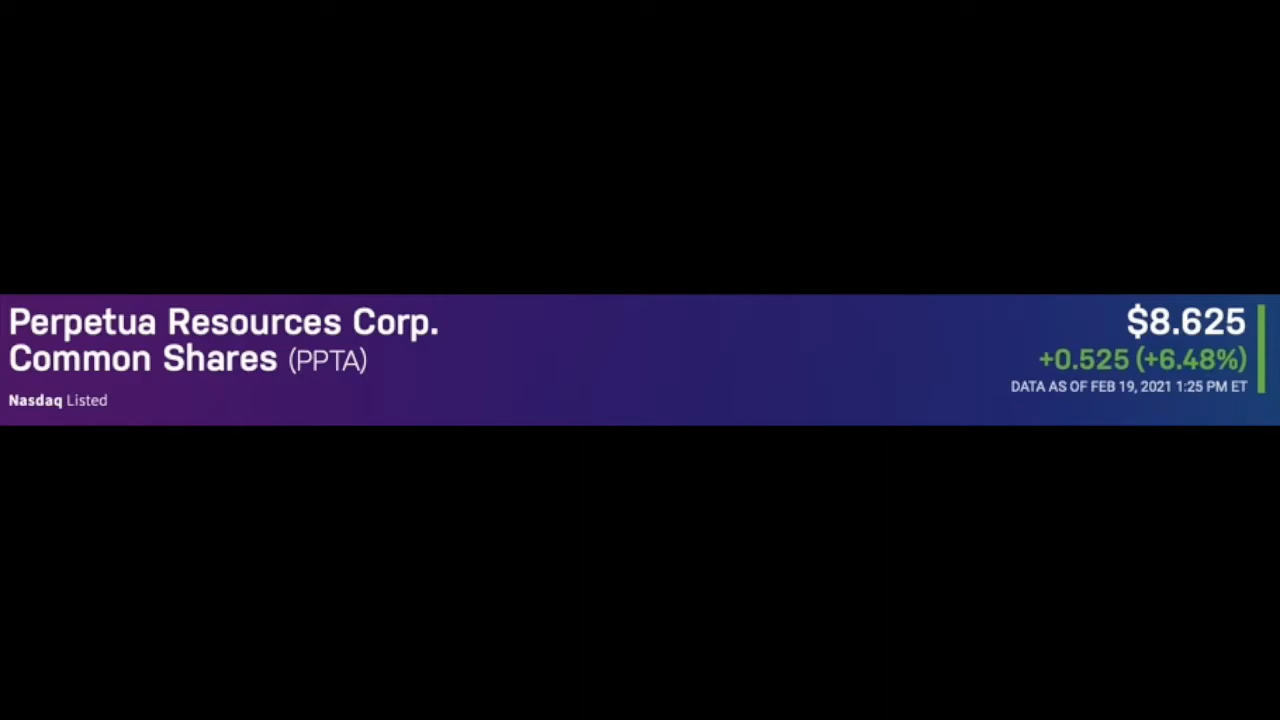 Perpetua Resources Corp.
Common Shares (PPTA)
Nasdaq Listed
$8.625
+0.525 (+6.48%)
DATA AS OF FEB 19, 2021 1:25 PM ET